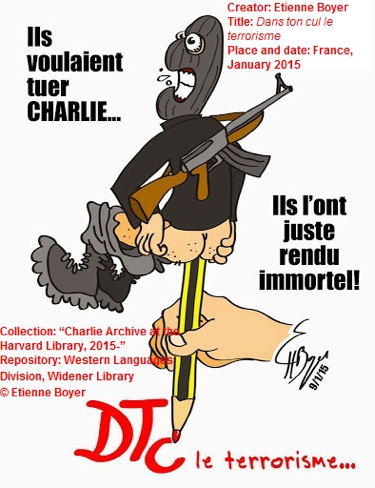 Ils
voulaient
tuer
CHARLIE...
Creator: Etienne Boyer
Title: Dans ton cul le
terrorisme
Place and date: France,
January 2015
Ils l'ont
juste
rendu
immortel!
Collection: “Charlie Archive at the
Harvard Library, 2015-”
Repository: Western Languages
Division, Widener Library
© Etienne Boyer
9/1/15
DTC le terrorisme...